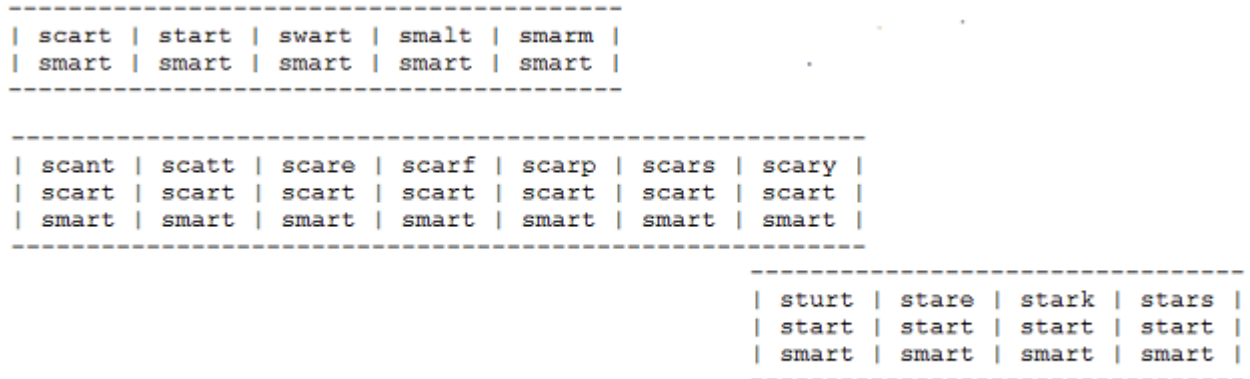 -----------------------------------------
| scart | start | swart | smalt | smarm |
| smart | smart | smart | smart | smart |
-----------------------------------------
---------------------------------------------------------
| scant | scatt | scare | scarf | scarp | scars | scary |
| scart | scart | scart | scart | scart | scart | scart |
| smart | smart | smart | smart | smart | smart | smart |
---------------------------------------------------------
---------------------------------
| sturt | stare | stark | stars |
| start | start | start | start |
| smart | smart | smart | smart |
---------------------------------